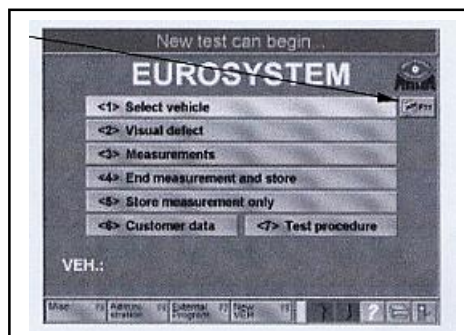 New test can begin...
EUROSYSTEM
<1> Select vehicle
<2> Visual defect
<3> Measurements
<4> End measurement and store
<5> Store measurement only
<6> Customer data <7> Test procedure
VEH.:
Misc External New
Program VEH
?